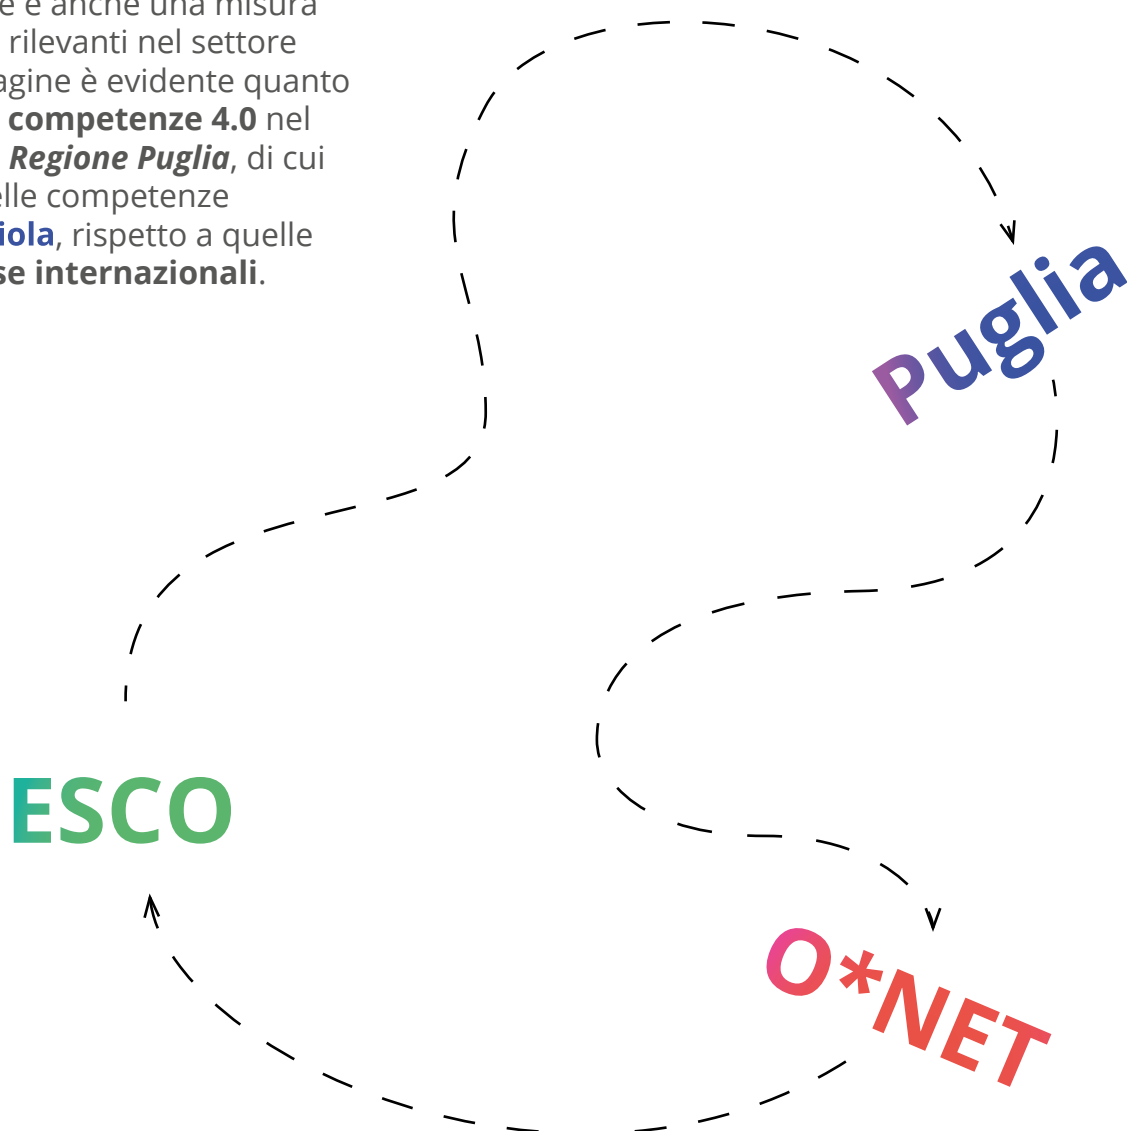 e è anche una misura
rilevanti nel settore
agine è evidente quanto
competenze 4.0 nel
Regione Puglia, di cui
elle competenze
iola, rispetto a quelle
se internazionali.
Puglia
ESCO
O*NET